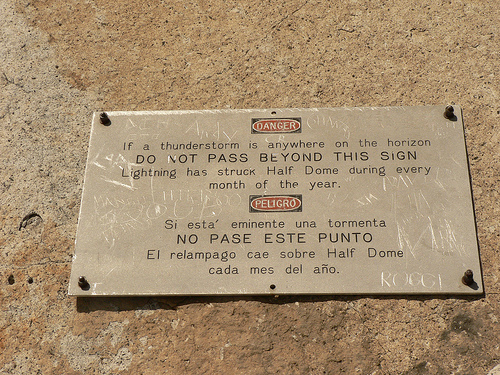 DANGER
If a thunderstorm is anywhere on the horizon
DO NOT PASS BEYOND THIS SIGN
Lightning has struck Half Dome during every
month of the year.
PELIGRO
Si esta' eminente una tormenta
NO PASE ESTE PUNTO
El relampago cae sobre Half Dome
cada mes del año.
ROGGI